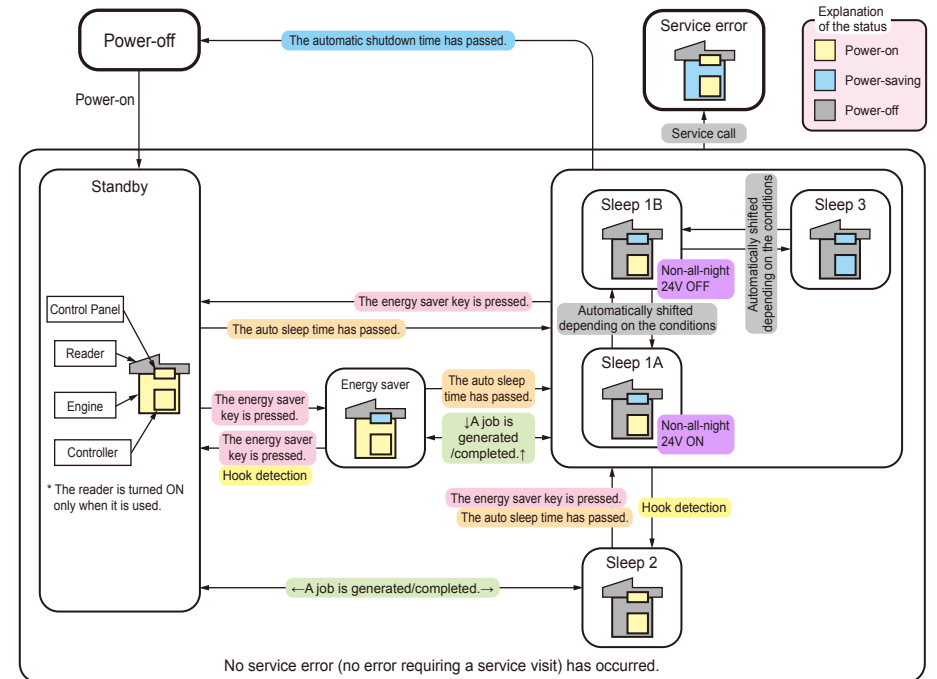 Power-off
The automatic shutdown time has passed.
Service error
Explanation
of the status
Power-on
Power-saving
Power-off
Power-on
Service call
Standby
Control Panel
Reader
Engine
Controller
* The reader is turned ON
only when it is used.
Sleep 1B
Non-all-night
24V OFF
Automatically shifted
depending on the conditions
Sleep 3
The energy saver key is pressed.
The auto sleep time has passed.
Automatically shifted
depending on the conditions
Sleep 1A
Non-all-night
24V ON
The energy saver
key is pressed.
The energy saver
key is pressed.
Hook detection
Energy saver
The auto sleep
time has passed.
↓A job is
generated
/completed.↑
The energy saver key is pressed.
The auto sleep time has passed.
Hook detection
Sleep 2
←A job is generated/completed.→
No service error (no error requiring a service visit) has occurred.